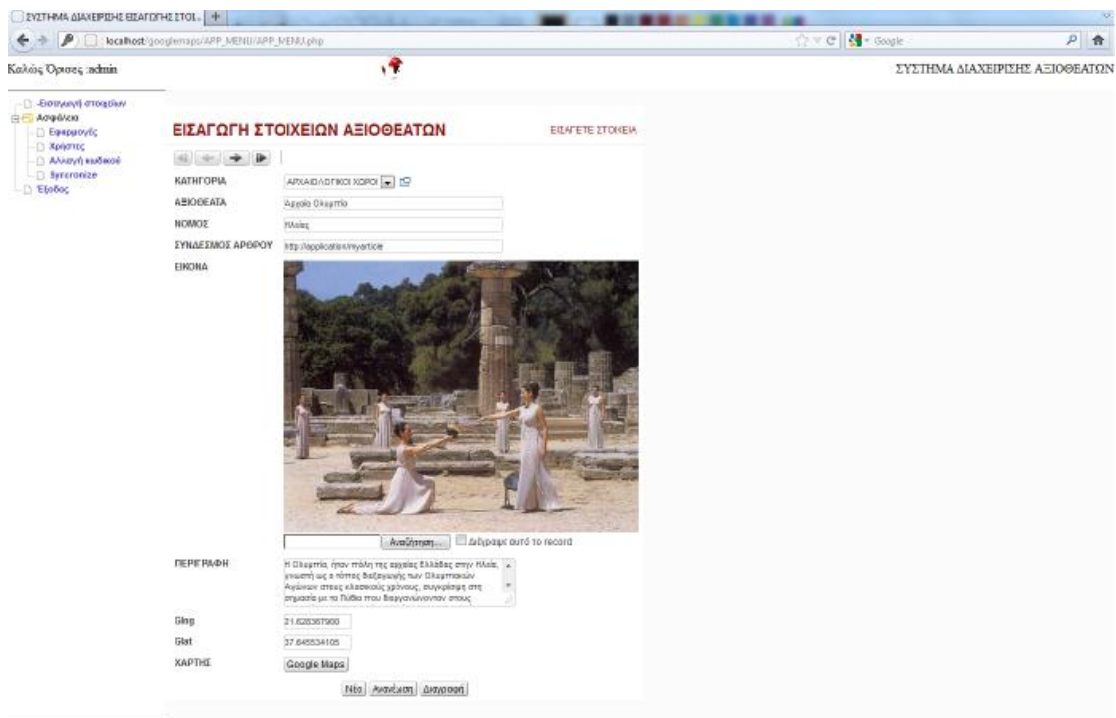 ΣΥΣΤΗΜΑ ΔΙΑΧΕΙΡΙΣΗΣ ΕΙΣΑΓΩΓΗΣ ΣΤΟΙ...
localhost/googlemaps/APP_MENU/APP_MENU.php
Google
Καλώς Όρισες :admin
ΣΥΣΤΗΜΑ ΔΙΑΧΕΙΡΙΣΗΣ ΑΞΙΟΘΕΑΤΩΝ
-Εισαγωγή στοιχείων
Ασφάλεια
Εφαρμογές
Χρήστες
Αλλαγή κωδικού
Syncronize
Έξοδος
ΕΙΣΑΓΩΓΗ ΣΤΟΙΧΕΙΩΝ ΑΞΙΟΘΕΑΤΩΝ
ΕΙΣΑΓΕΤΕ ΣΤΟΙΧΕΙΑ
ΚΑΤΗΓΟΡΙΑ
ΑΡΧΑΙΟΛΟΓΙΚΟΙ ΧΩΡΟΙ
ΑΞΙΟΘΕΑΤΑ
Αρχαία Ολυμπία
ΝΟΜΟΣ
Ηλείας
ΣΥΝΔΕΣΜΟΣ ΑΡΘΡΟΥ
http://application/myarticle
ΕΙΚΟΝΑ
Αναζήτηση...
Διέγραψε αυτό το record
ΠΕΡΙΓΡΑΦΗ
Η Ολυμπία, ήταν πόλη της αρχαίας Ελλάδας στην Ηλεία,
γνωστή ως ο τόπος διεξαγωγής των Ολυμπιακών
Αγώνων στους κλασικούς χρόνους, συγκρίσιμη στη
σημασία με τα Πύθια που διοργανώνονταν στους
Glng
21.628367900
Glat
37.645534105
ΧΑΡΤΗΣ
Google Maps
Νέο
Ανανέωση
Διαγραφή